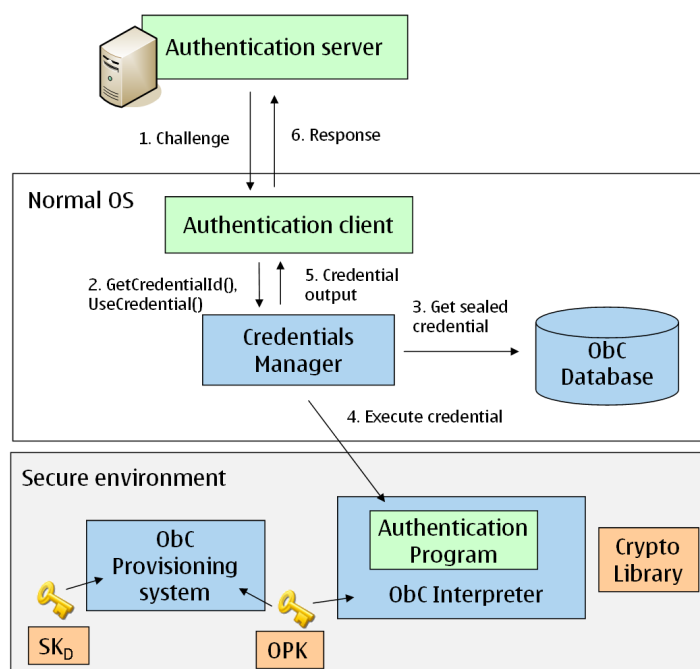 Authentication server
1. Challenge
6. Response
Normal OS
Authentication client
2. GetCredentialId(),
UseCredential()
5. Credential
output
3. Get sealed
credential
Credentials
Manager
ObC
Database
4. Execute credential
Secure environment
ObC
Provisioning
system
Authentication
Program
ObC Interpreter
Crypto
Library
SKD
OPK